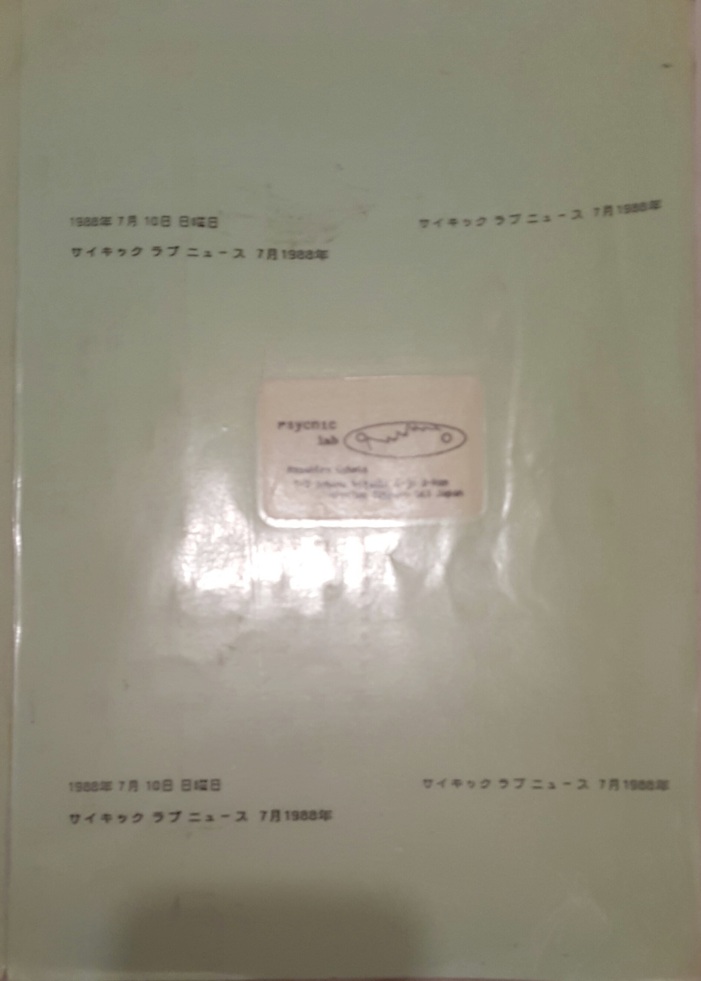 1988年 7月 10日 日曜日
サイキック ラブ ニュース 7月1988年
サイキック ラブ ニュース 7月1988年
Psychic
lab
Japan
1988年 7月 10日 日曜日
サイキック ラブ ニュース 7月1988年
サイキック ラブ ニュース 7月1988年